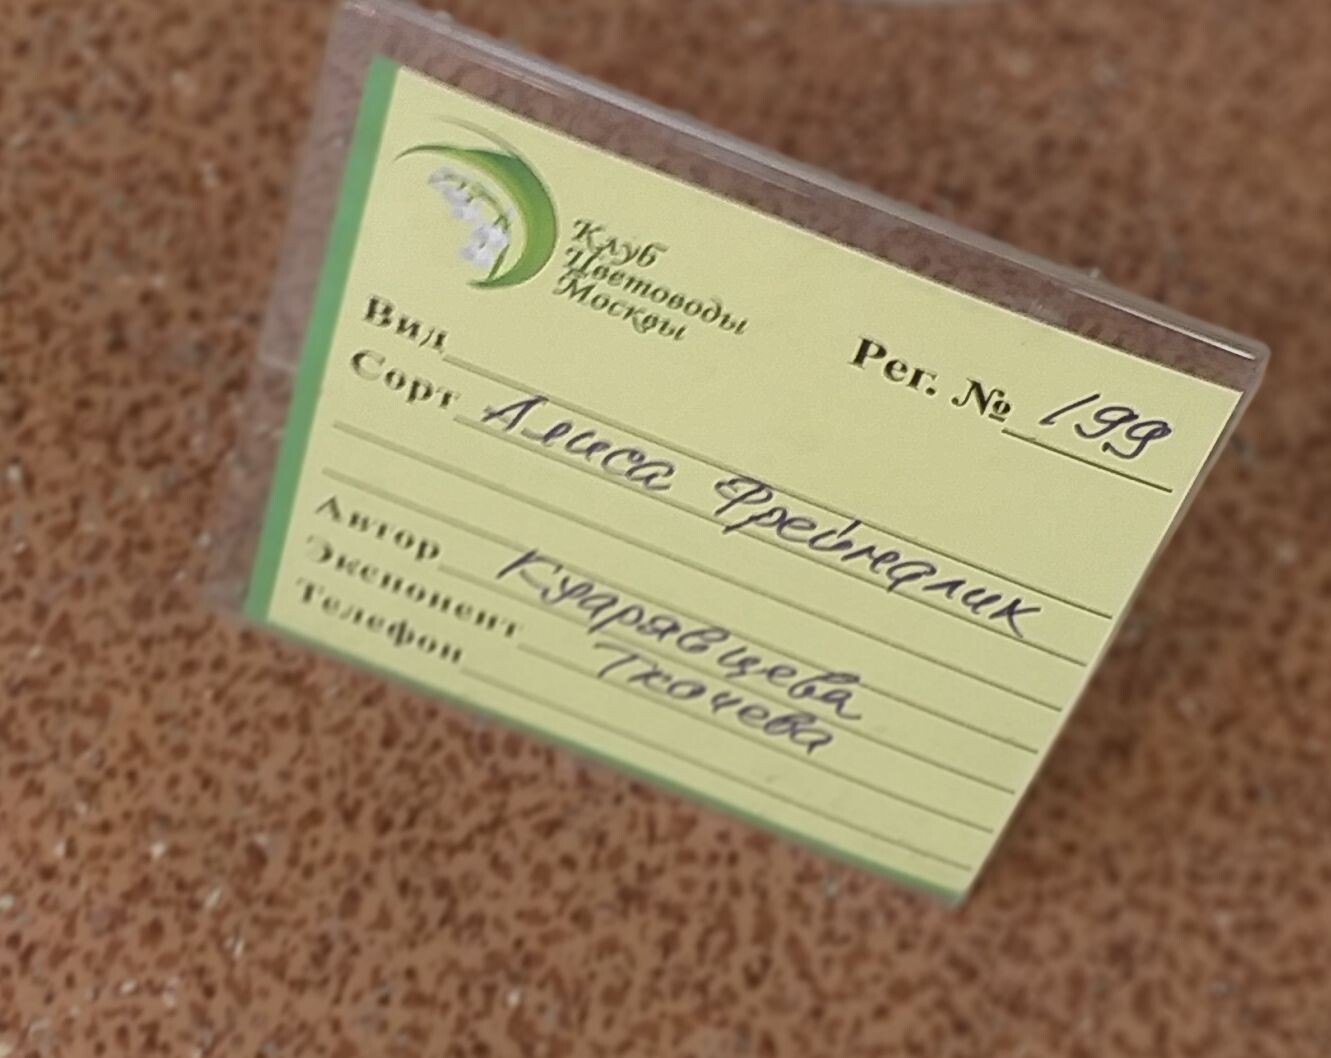 Клуб
Цветоводы
Москвы
Рег. № 199
Вид
Сорт Алиса Фрейндлик
Автор Кудрявцева
Экспонент Ткачева
Телефон